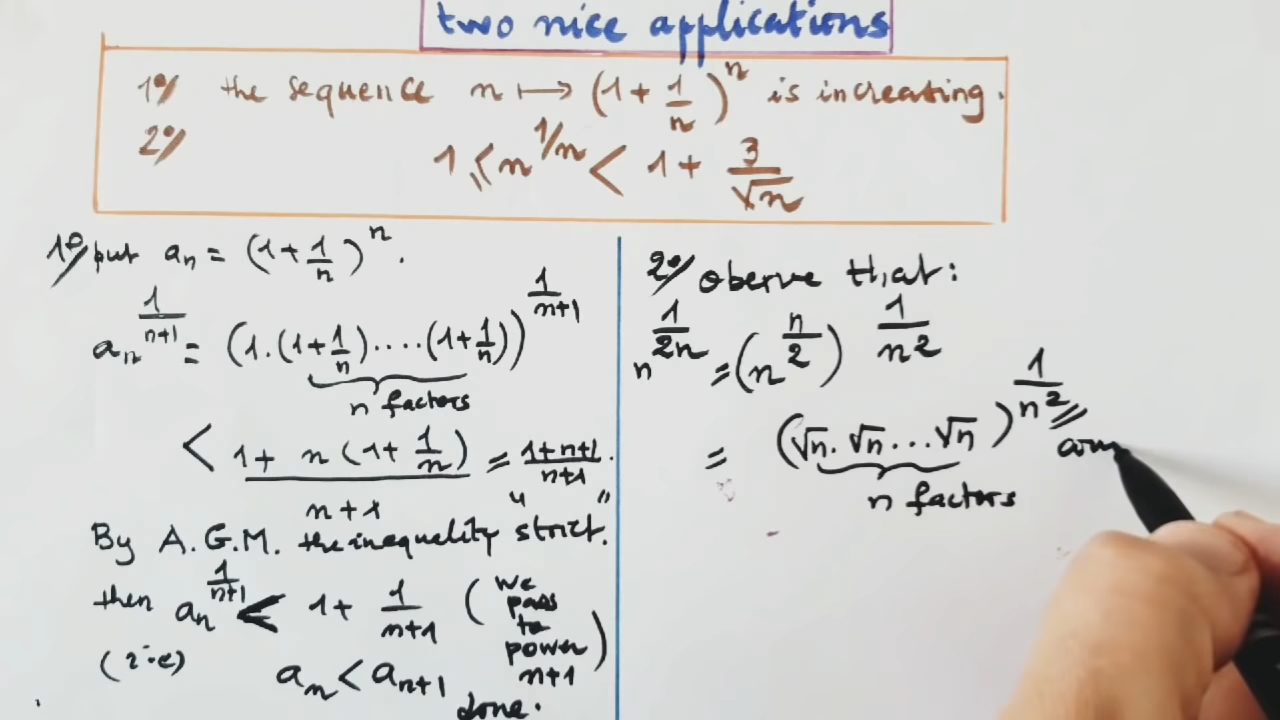 two nice applications
1°/ the sequence n ↦ (1 + 1/n)^n is increasing.
2°/ 1 ≤ n^(1/n) < 1 + 3/√n
1°/ put a_n = (1 + 1/n)^n .
a_n^(1/(n+1)) = (1.(1+1/n)....(1+1/n))^(1/(n+1))
n factors
< (1 + n(1 + 1/n))/(n+1) = (1+n+1)/(n+1) .
By A.G.M. the inequality "strict".
then a_n^(1/(n+1)) < 1 + 1/(n+1) (we pass to power n+1)
(i.e) a_n < a_(n+1)
done.
2°/ oberve that:
n^(1/2n) = (n^(n/2))^(1/n^2)
= (√n.√n...√n)^(1/n^2) ≤
n factors